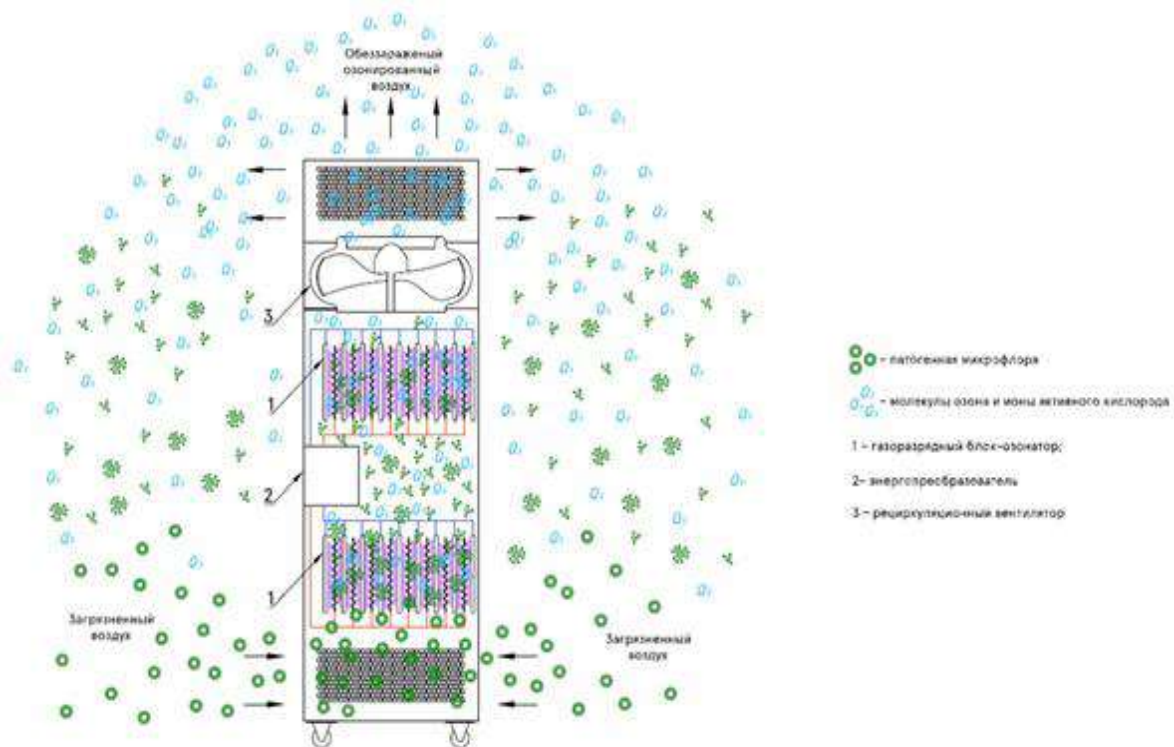 Обеззараженый
озонированный
воздух
3
1
2
1
Загрязненный
воздух
Загрязненный
воздух
– патогенная микрофлора
– молекулы озона и ионы активного кислорода
1 – газоразрядный блок-озонатор;
2– энергопреобразователь
3 – рециркуляционный вентилятор